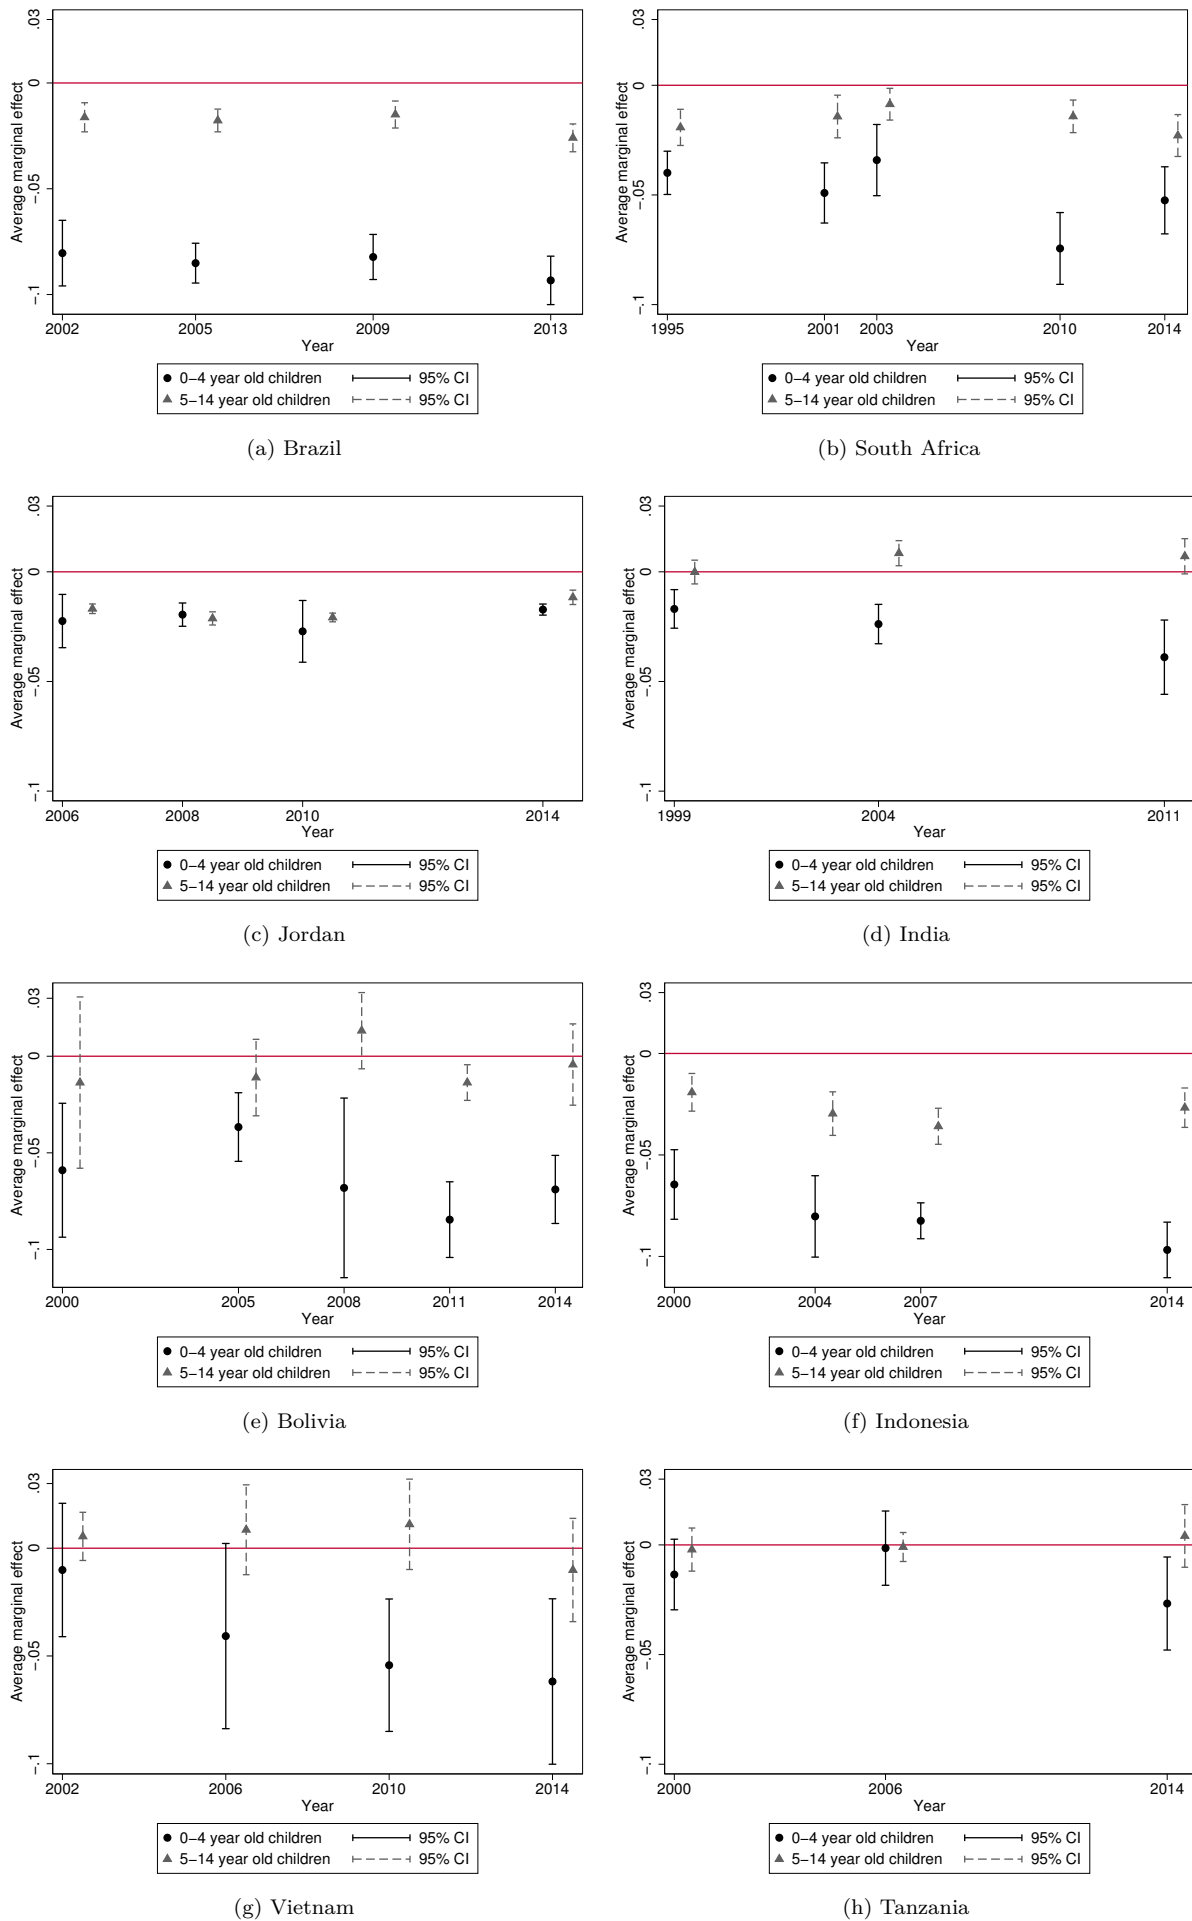 .03
0
-.05
-.1
Average marginal effect
2002 2005 2009 2013
Year
0-4 year old children 95% CI
5-14 year old children 95% CI
(a) Brazil
.03
0
-.05
-.1
Average marginal effect
1995 2001 2003 2010 2014
Year
0-4 year old children 95% CI
5-14 year old children 95% CI
(b) South Africa
.03
0
-.05
-.1
Average marginal effect
2006 2008 2010 2014
Year
0-4 year old children 95% CI
5-14 year old children 95% CI
(c) Jordan
.03
0
-.05
-.1
Average marginal effect
1999 2004 2011
Year
0-4 year old children 95% CI
5-14 year old children 95% CI
(d) India
.03
0
-.05
-.1
Average marginal effect
2000 2005 2008 2011 2014
Year
0-4 year old children 95% CI
5-14 year old children 95% CI
(e) Bolivia
.03
0
-.05
-.1
Average marginal effect
2000 2004 2007 2014
Year
0-4 year old children 95% CI
5-14 year old children 95% CI
(f) Indonesia
.03
0
-.05
-.1
Average marginal effect
2002 2006 2010 2014
Year
0-4 year old children 95% CI
5-14 year old children 95% CI
(g) Vietnam
.03
0
-.05
-.1
Average marginal effect
2000 2006 2014
Year
0-4 year old children 95% CI
5-14 year old children 95% CI
(h) Tanzania